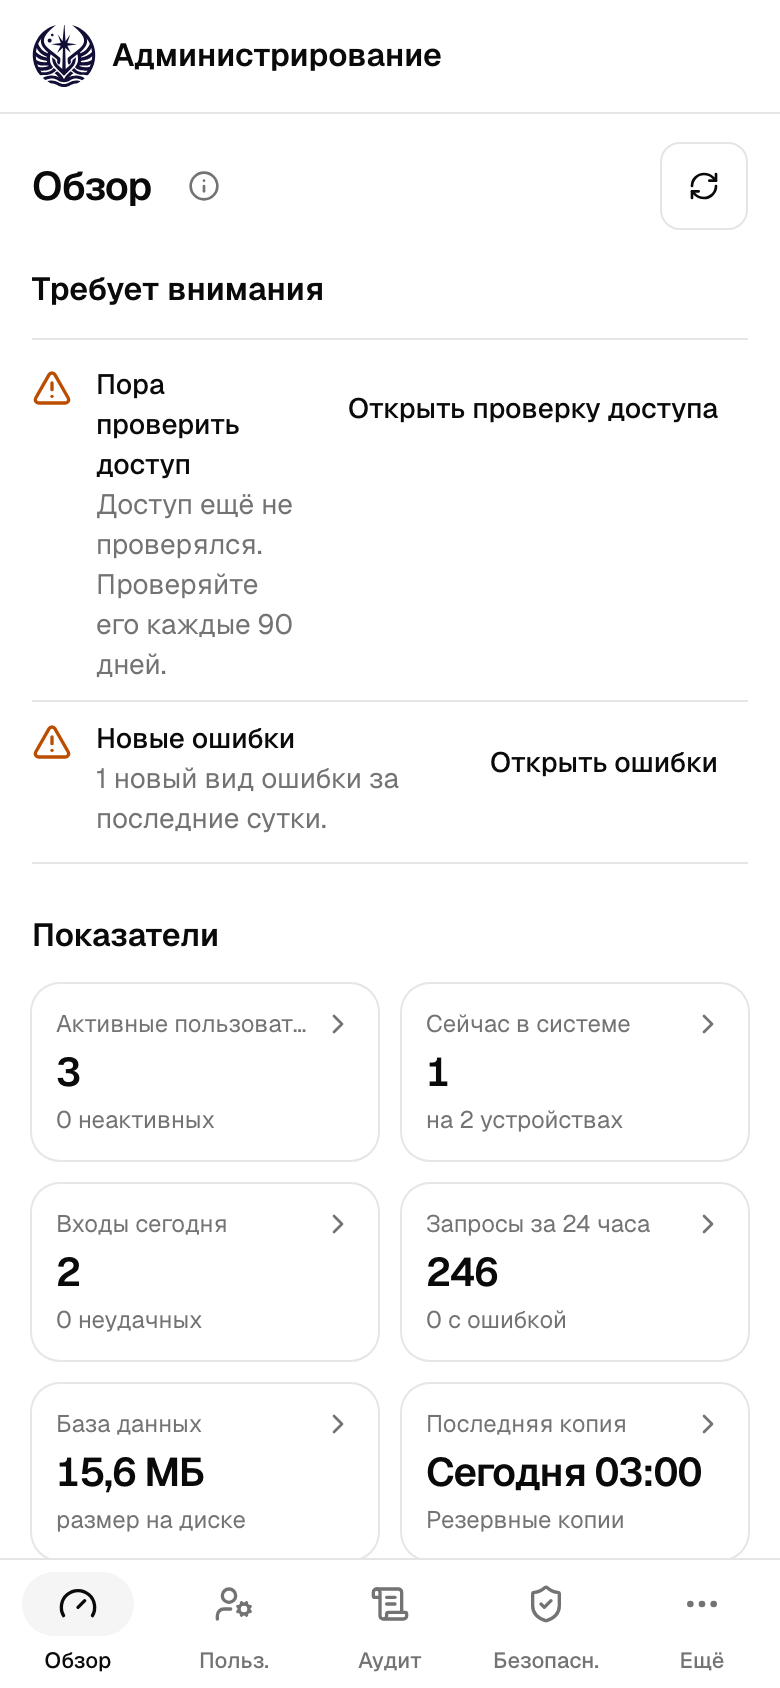 Администрирование
Обзор
Требует внимания
Пора
проверить
доступ
Открыть проверку доступа
Доступ ещё не
проверялся.
Проверяйте
его каждые 90
дней.
Новые ошибки
Открыть ошибки
1 новый вид ошибки за
последние сутки.
Показатели
Активные пользоват...
3
0 неактивных
Сейчас в системе
1
на 2 устройствах
Входы сегодня
2
0 неудачных
Запросы за 24 часа
246
0 с ошибкой
База данных
15,6 МБ
размер на диске
Последняя копия
Сегодня 03:00
Резервные копии
Обзор
Польз.
Аудит
Безопасн.
Ещё